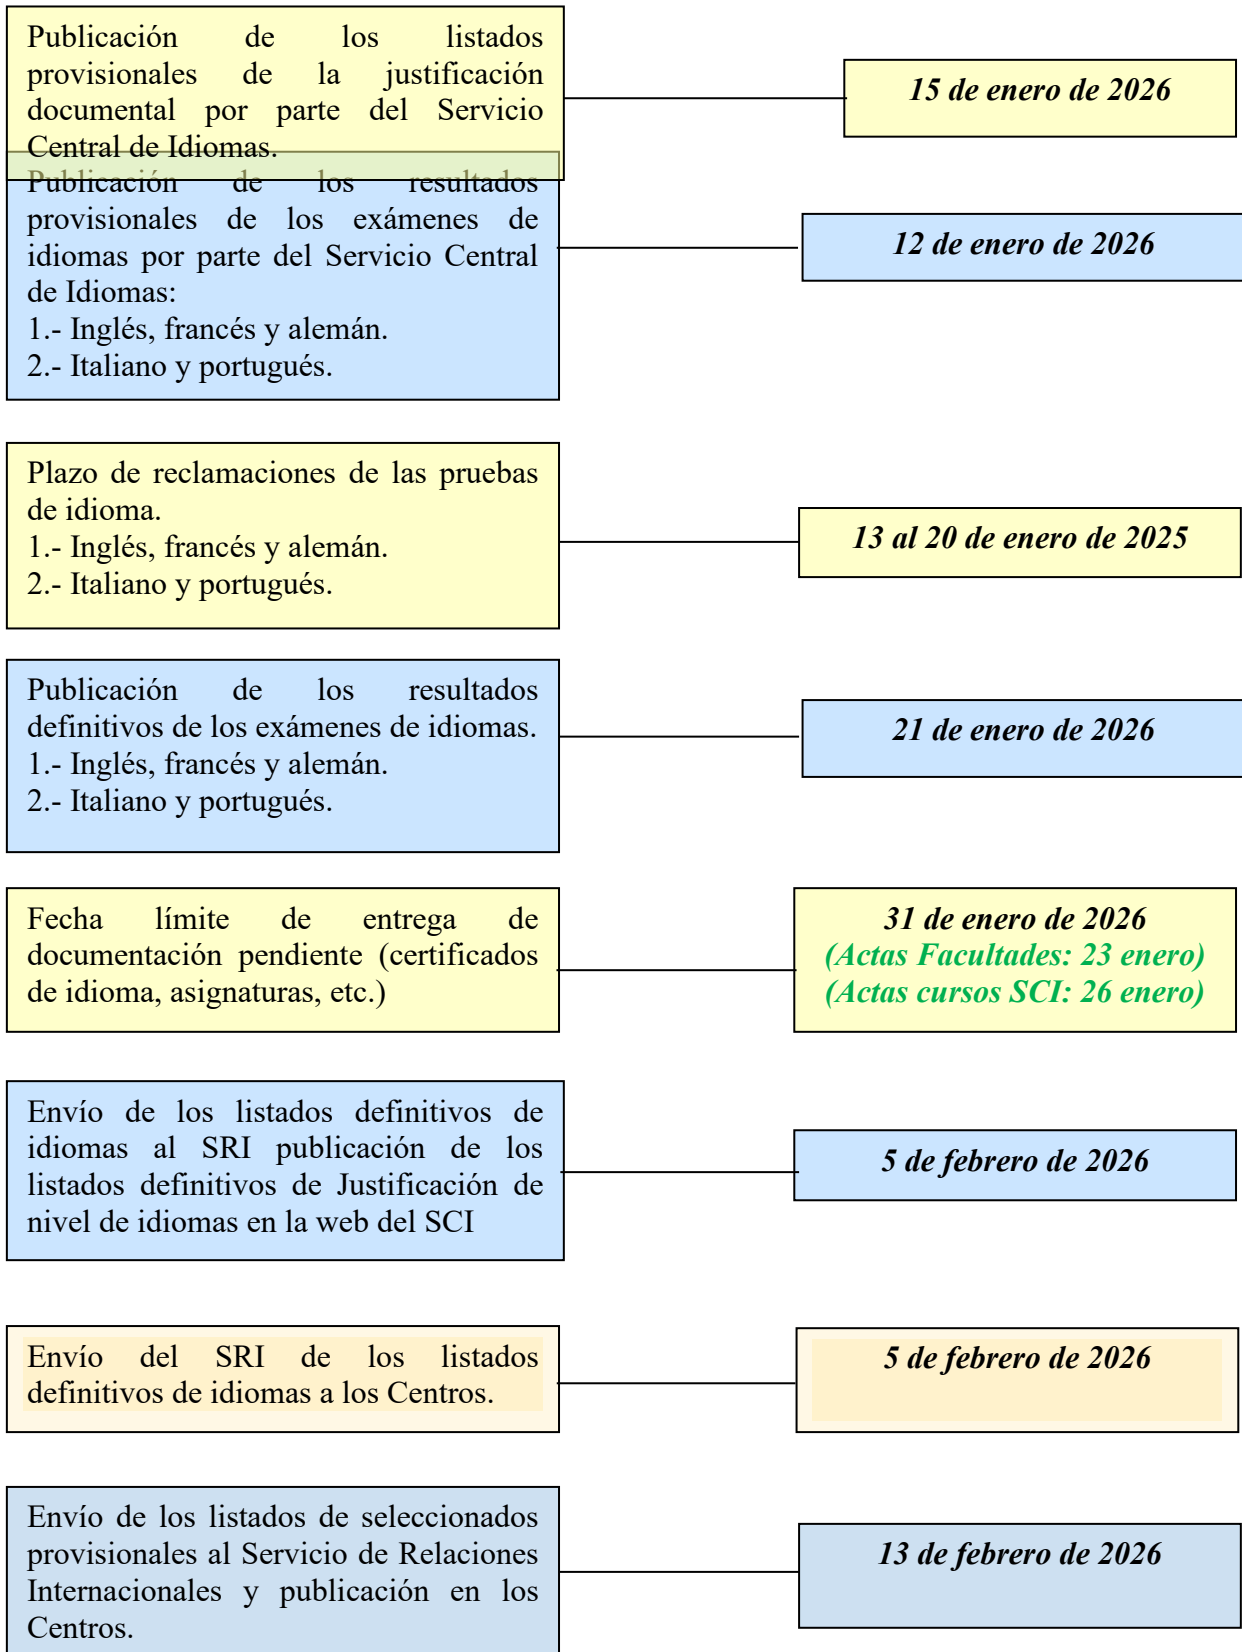 Publicación de los listados
provisionales de la justificación
documental por parte del Servicio
Central de Idiomas.
15 de enero de 2026
Publicación de los resultados
provisionales de los exámenes de
idiomas por parte del Servicio Central
de Idiomas:
1.- Inglés, francés y alemán.
2.- Italiano y portugués.
12 de enero de 2026
Plazo de reclamaciones de las pruebas
de idioma.
1.- Inglés, francés y alemán.
2.- Italiano y portugués.
13 al 20 de enero de 2025
Publicación de los resultados
definitivos de los exámenes de idiomas.
1.- Inglés, francés y alemán.
2.- Italiano y portugués.
21 de enero de 2026
Fecha límite de entrega de
documentación pendiente (certificados
de idioma, asignaturas, etc.)
31 de enero de 2026
(Actas Facultades: 23 enero)
(Actas cursos SCI: 26 enero)
Envío de los listados definitivos de
idiomas al SRI publicación de los
listados definitivos de Justificación de
nivel de idiomas en la web del SCI
5 de febrero de 2026
Envío del SRI de los listados
definitivos de idiomas a los Centros.
5 de febrero de 2026
Envío de los listados de seleccionados
provisionales al Servicio de Relaciones
Internacionales y publicación en los
Centros.
13 de febrero de 2026